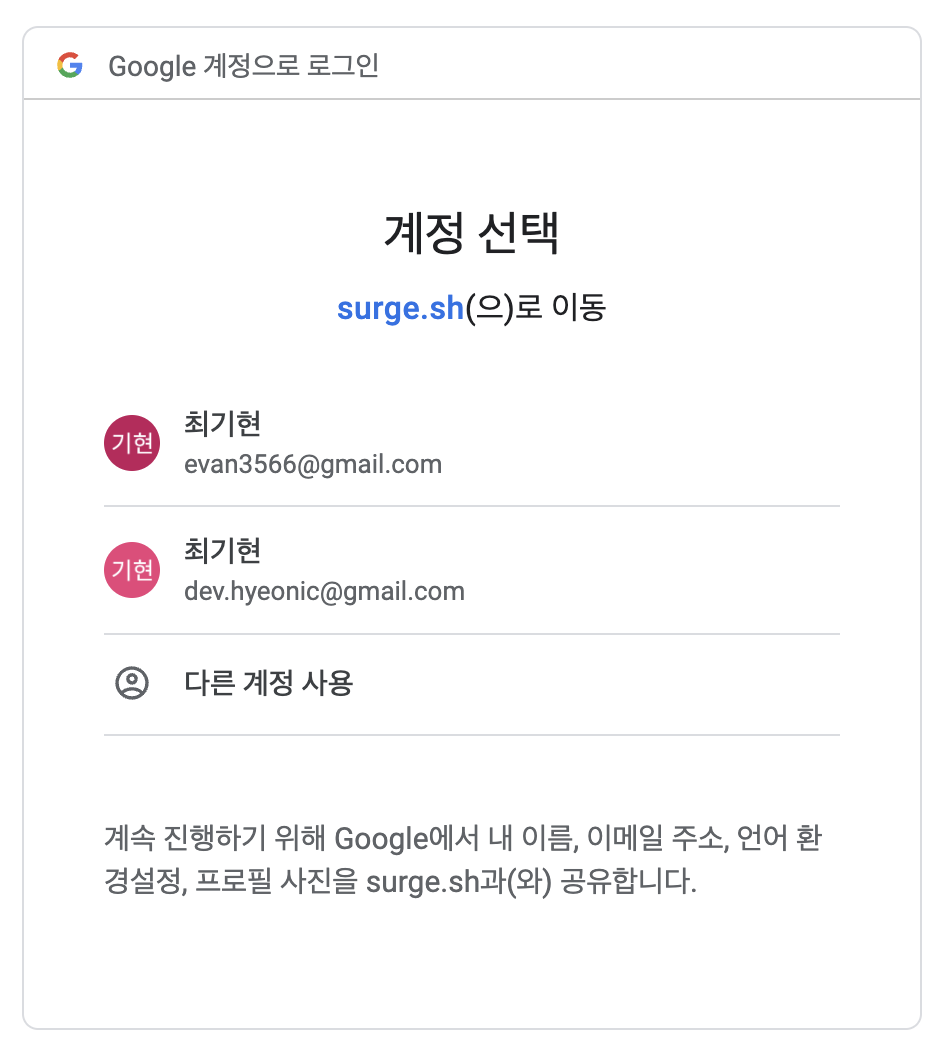 Google 계정으로 로그인
계정 선택
surge.sh(으)로 이동
기현
최기현
evan3566@gmail.com
기현
최기현
dev.hyeonic@gmail.com
다른 계정 사용
계속 진행하기 위해 Google에서 내 이름, 이메일 주소, 언어 환
경설정, 프로필 사진을 surge.sh과(와) 공유합니다.